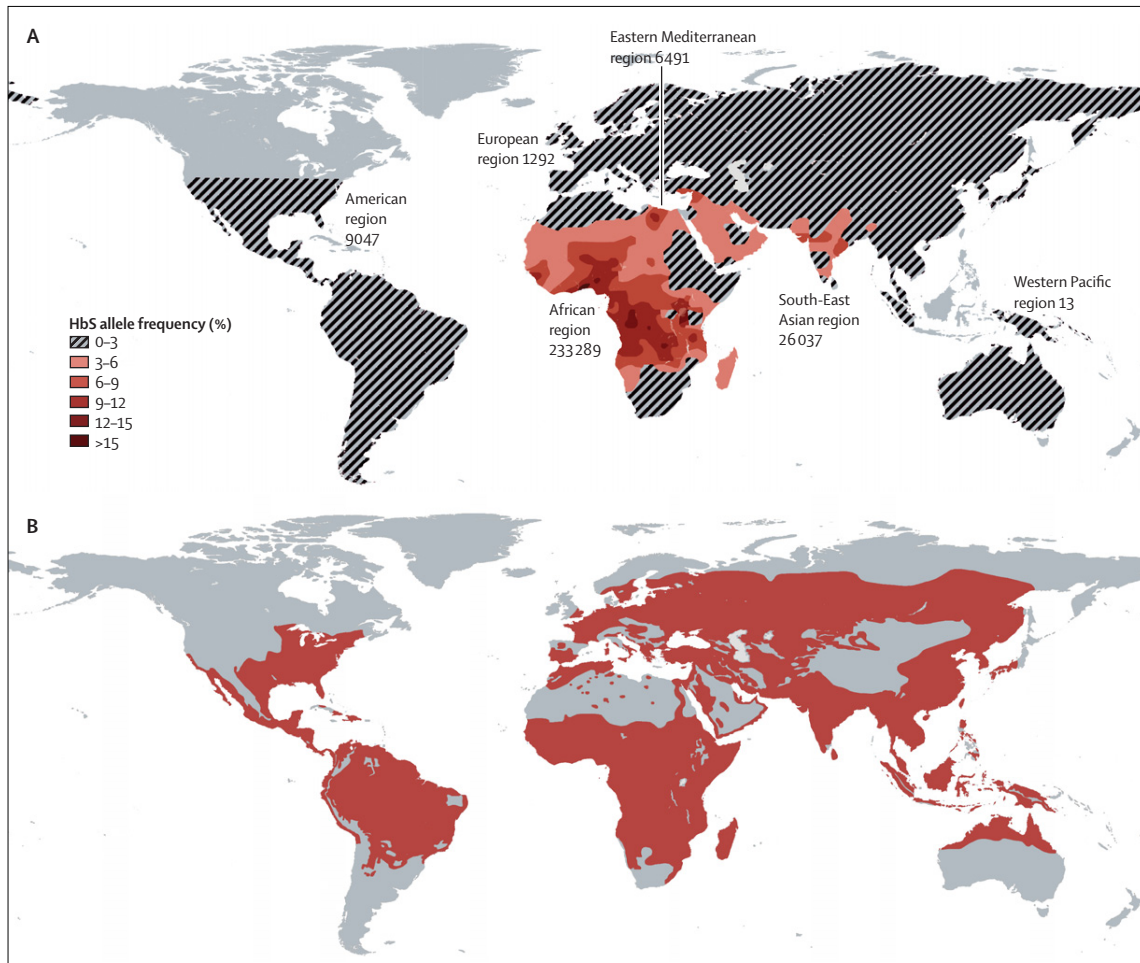 A
Eastern Mediterranean
region 6491
European
region 1292
American
region
9047
Western Pacific
region 13
South-East
Asian region
26 037
African
region
233 289
HbS allele frequency (%)
0–3
3–6
6–9
9–12
12–15
>15
B